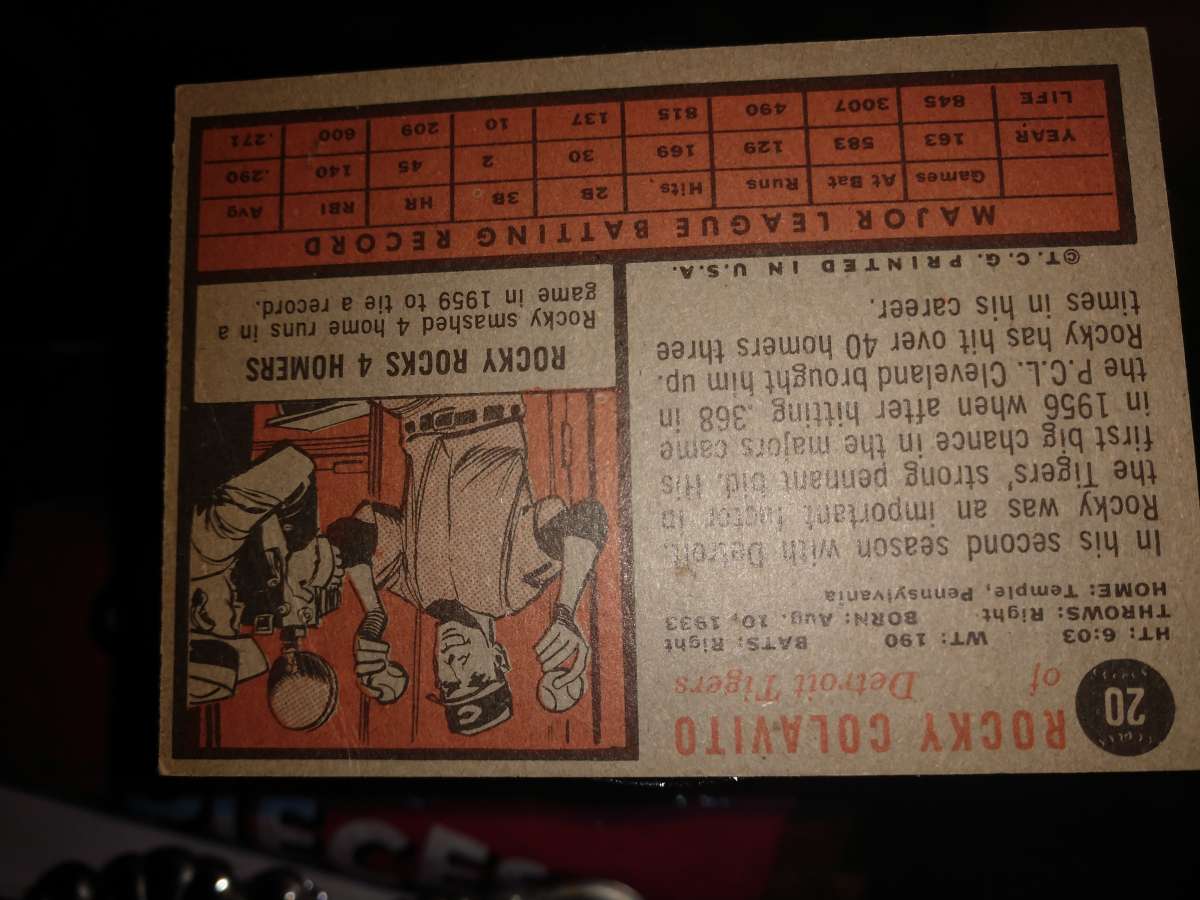 20
ROCKY COLAVITO
of Detroit Tigers
HT: 6:03 WT: 190 BATS: Right
THROWS: Right BORN: Aug. 10, 1933
HOME: Temple, Pennsylvania
In his second season with Detroit,
Rocky was an important factor in
the Tigers' strong pennant bid. His
first big chance in the majors came
in 1956 when after hitting .368 in
the P.C.L. Cleveland brought him up.
Rocky has hit over 40 homers three
times in his career.
©T.C.G. PRINTED IN U.S.A.
ROCKY ROCKS 4 HOMERS
Rocky smashed 4 home runs in a
game in 1959 to tie a record.
MAJOR LEAGUE BATTING RECORD
Games At Bat Runs Hits 2B 3B HR RBI Avg
YEAR 163 583 129 169 30 2 45 140 .290
LIFE 845 3007 490 815 137 10 209 600 .271
PIECES